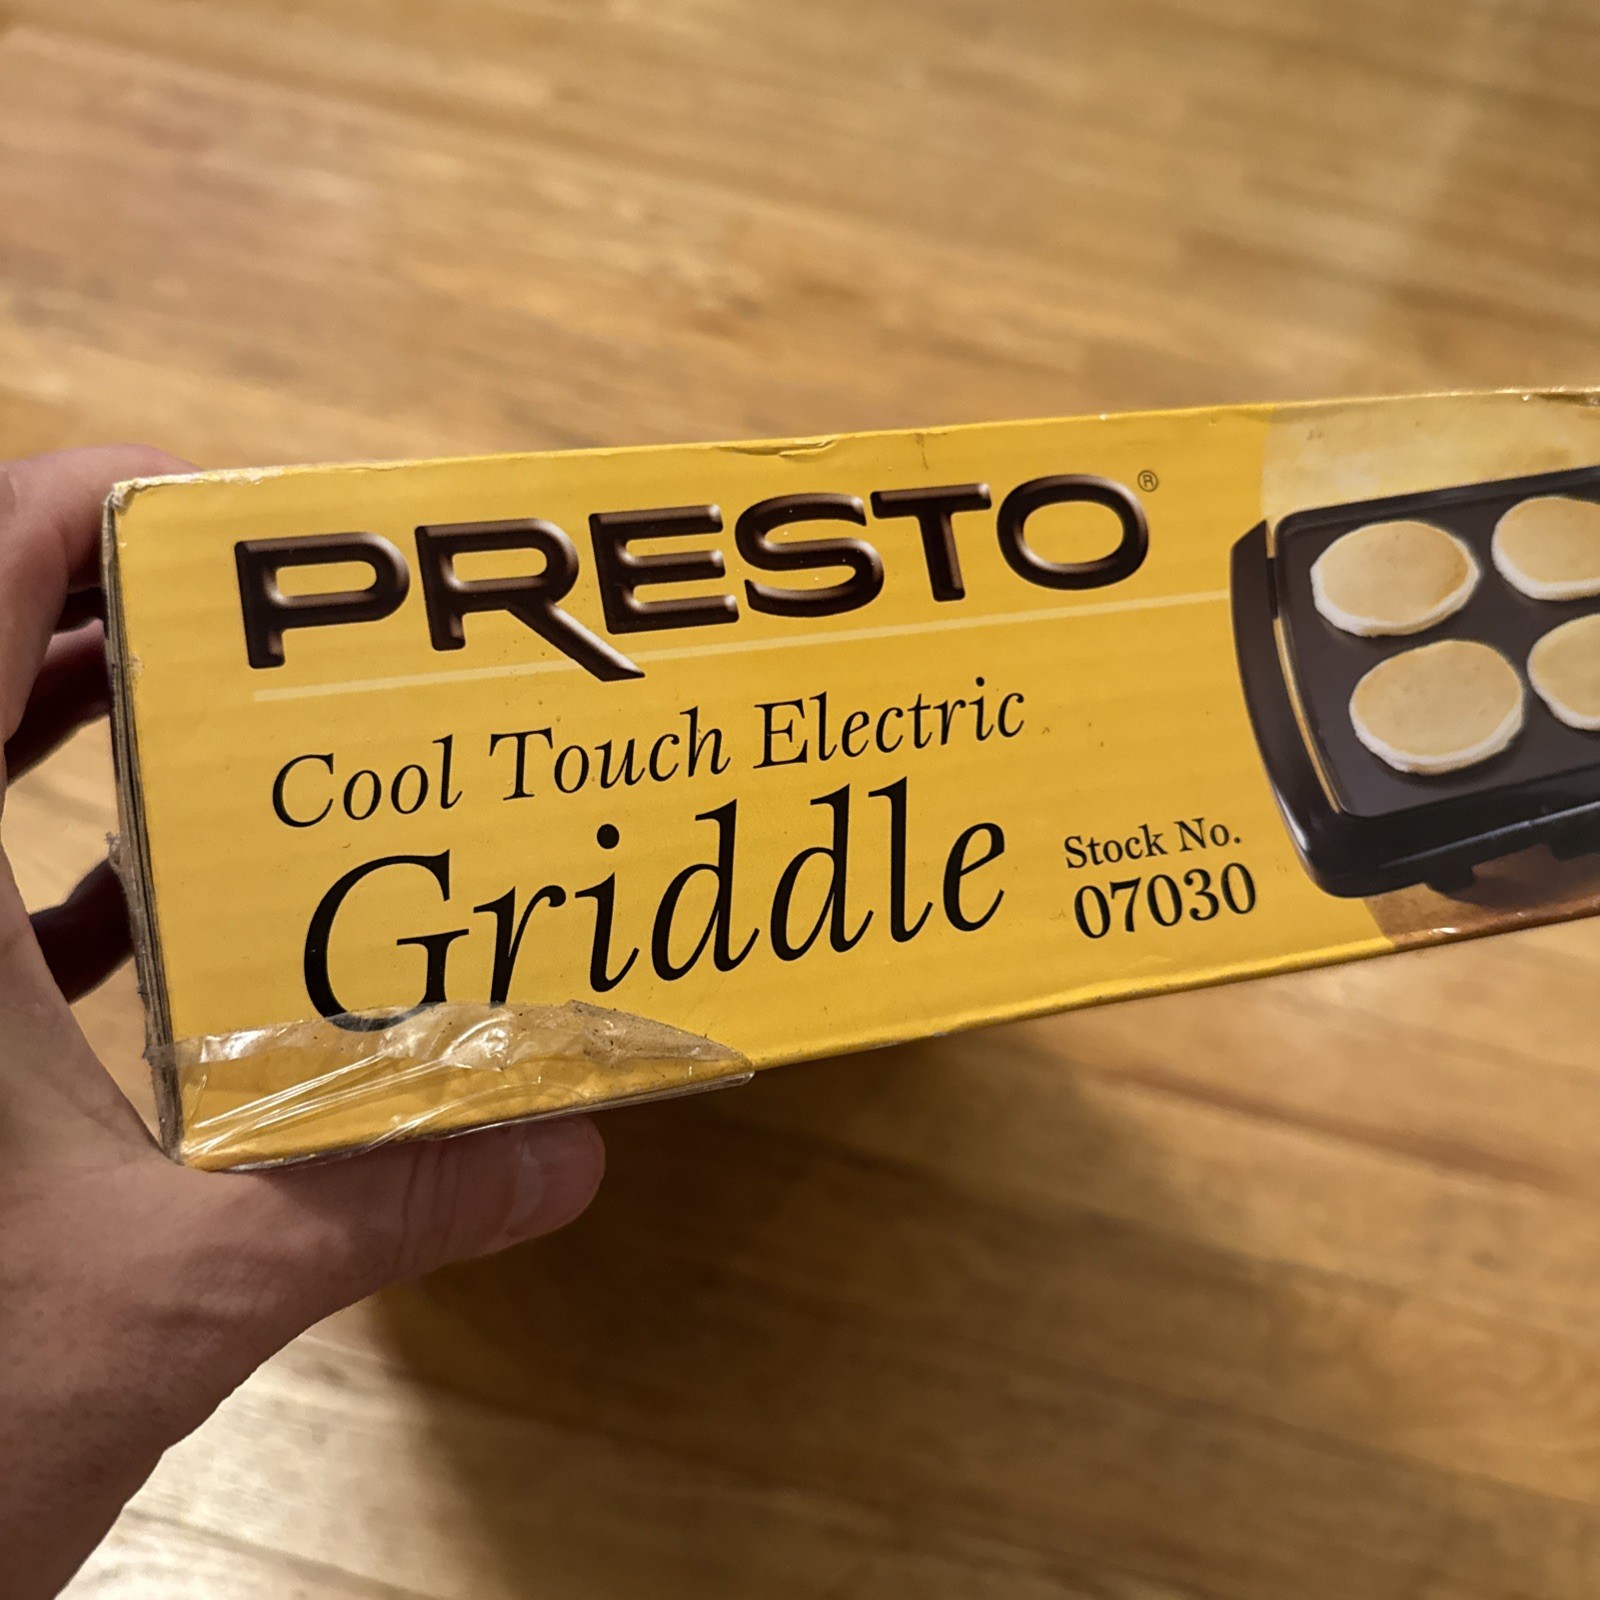 PRESTO®
Cool Touch Electric
Griddle
Stock No.
07030